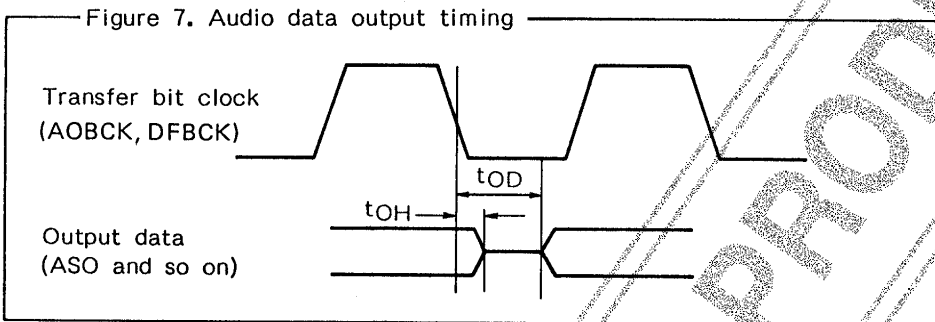 Figure 7. Audio data output timing
Transfer bit clock
(AOBCK, DFBCK)
tOD
tOH
Output data
(ASO and so on)
PROD